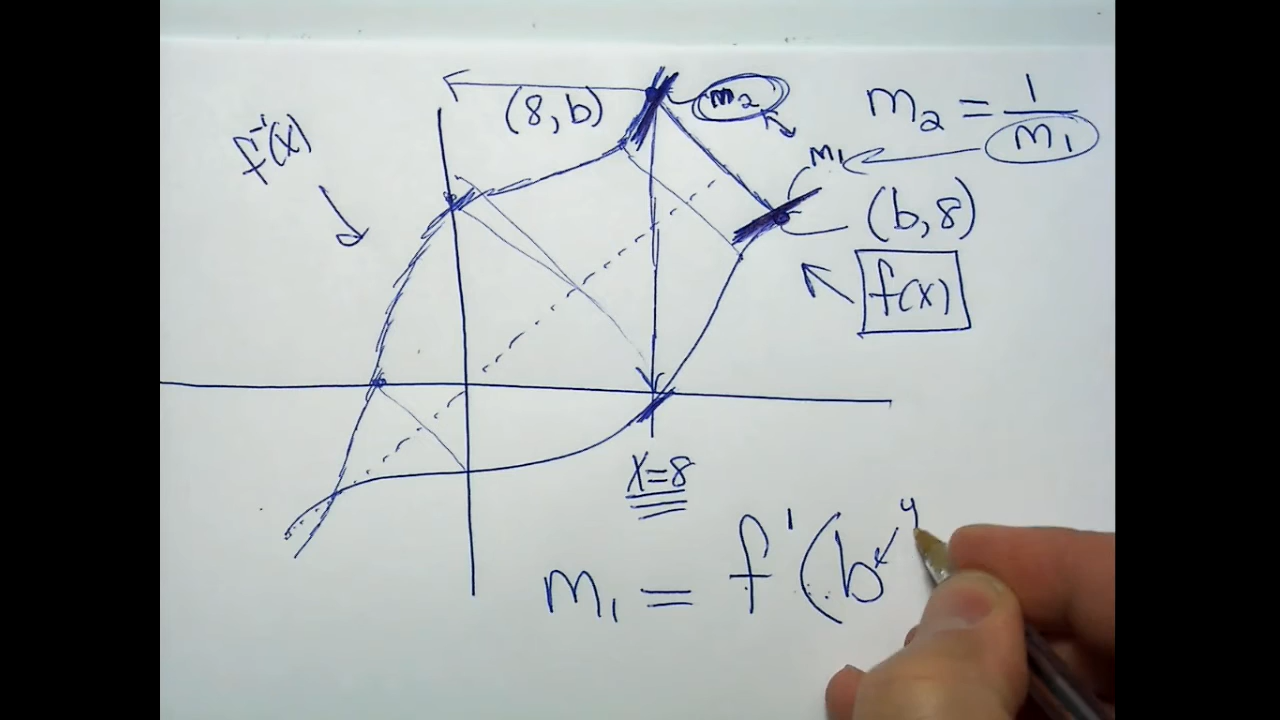 (8, b)
m₂
m₂ = 1/m₁
f⁻¹(x)
m₁
(b, 8)
f(x)
x=8
m₁ = f'(b
y